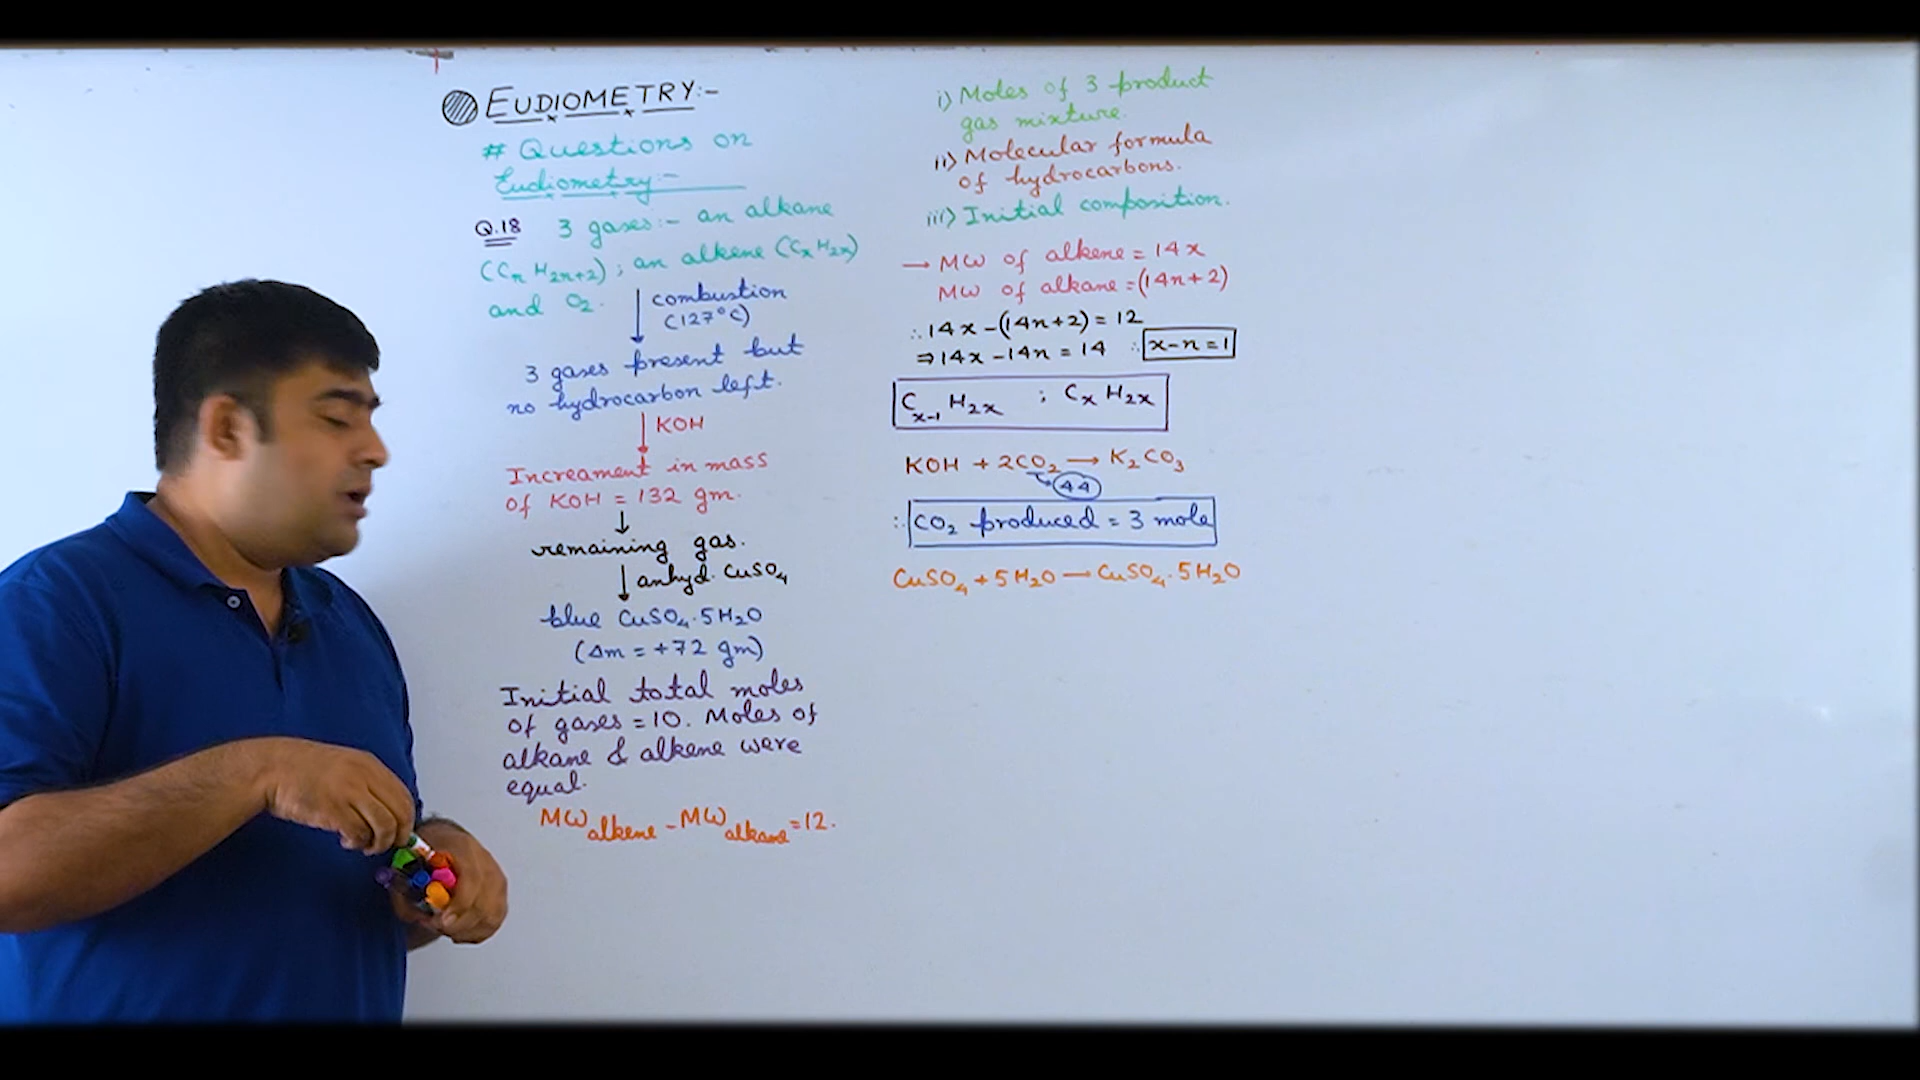 EUDIOMETRY:-
# Questions on
Eudiometry:-
Q.18 3 gases:- an alkane
(CnH2n+2); an alkene (CxH2x)
and O2.
combustion
(127°C)
3 gases present but
no hydrocarbon left.
KOH
Increament in mass
of KOH = 132 gm.
remaining gas.
anhyd. CuSO4
blue CuSO4.5H2O
(Δm = +72 gm)
Initial total moles
of gases = 10. Moles of
alkane & alkene were
equal.
MWalkene - MWalkane = 12.
i) Moles of 3 product
gas mixture.
ii) Molecular formula
of hydrocarbons.
iii) Initial composition.
→ MW of alkene = 14x
MW of alkane = (14n+2)
∴ 14x - (14n+2) = 12
⇒ 14x - 14n = 14 ∴ x-n=1
Cx-1H2x ; CxH2x
KOH + 2CO2 → K2CO3
44
∴ CO2 produced = 3 mole
CuSO4 + 5H2O → CuSO4.5H2O